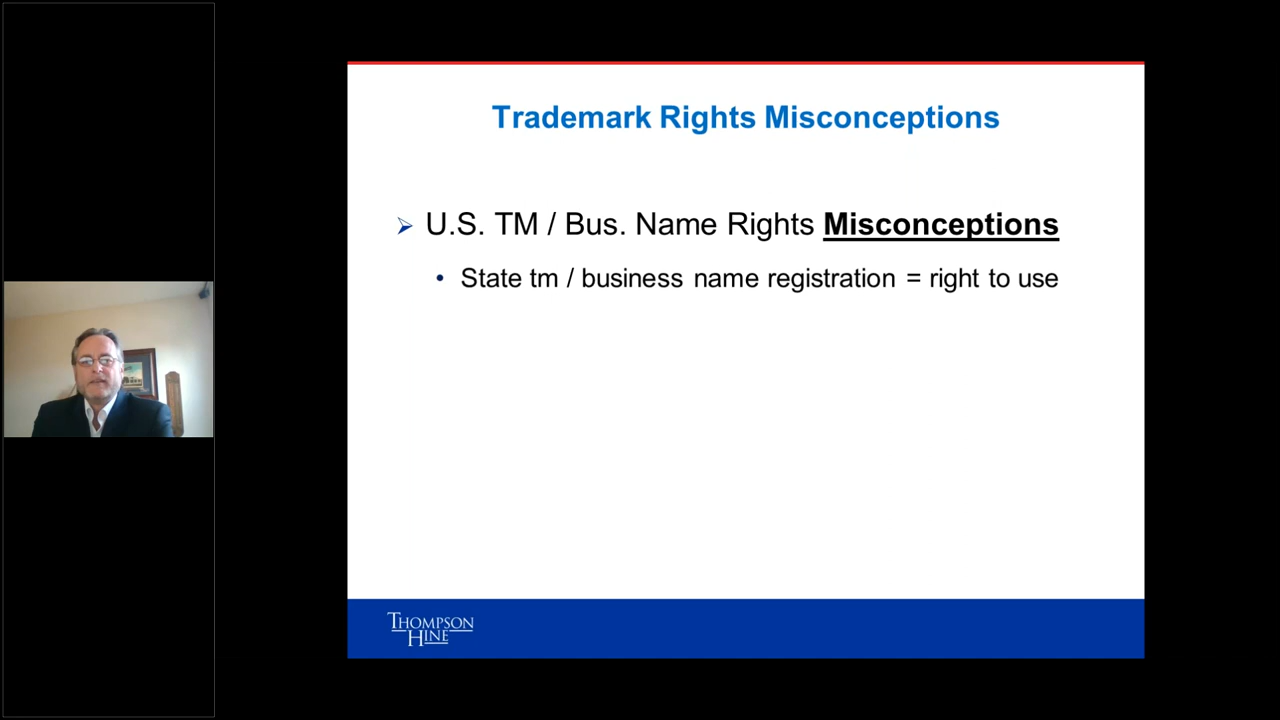 Trademark Rights Misconceptions
U.S. TM / Bus. Name Rights Misconceptions
State tm / business name registration = right to use
THOMPSON
HINE